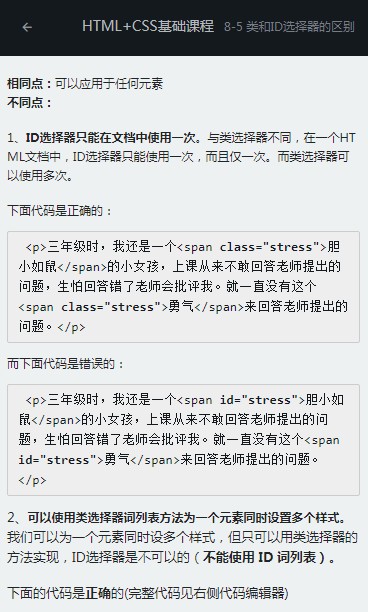 ← HTML+CSS基础课程 8-5 类和ID选择器的区别
相同点：可以应用于任何元素
不同点：
1、ID选择器只能在文档中使用一次。与类选择器不同，在一个HT
ML文档中，ID选择器只能使用一次，而且仅一次。而类选择器可
以使用多次。
下面代码是正确的：
<p>三年级时，我还是一个<span class="stress">胆
小如鼠</span>的小女孩，上课从来不敢回答老师提出的
问题，生怕回答错了老师会批评我。就一直没有这个
<span class="stress">勇气</span>来回答老师提出的
问题。</p>
而下面代码是错误的：
<p>三年级时，我还是一个<span id="stress">胆小如
鼠</span>的小女孩，上课从来不敢回答老师提出的问
题，生怕回答错了老师会批评我。就一直没有这个<span
id="stress">勇气</span>来回答老师提出的问题。
</p>
2、可以使用类选择器词列表方法为一个元素同时设置多个样式。
我们可以为一个元素同时设多个样式，但只可以用类选择器的
方法实现，ID选择器是不可以的（不能使用 ID 词列表）。
下面的代码是正确的(完整代码见右侧代码编辑器)